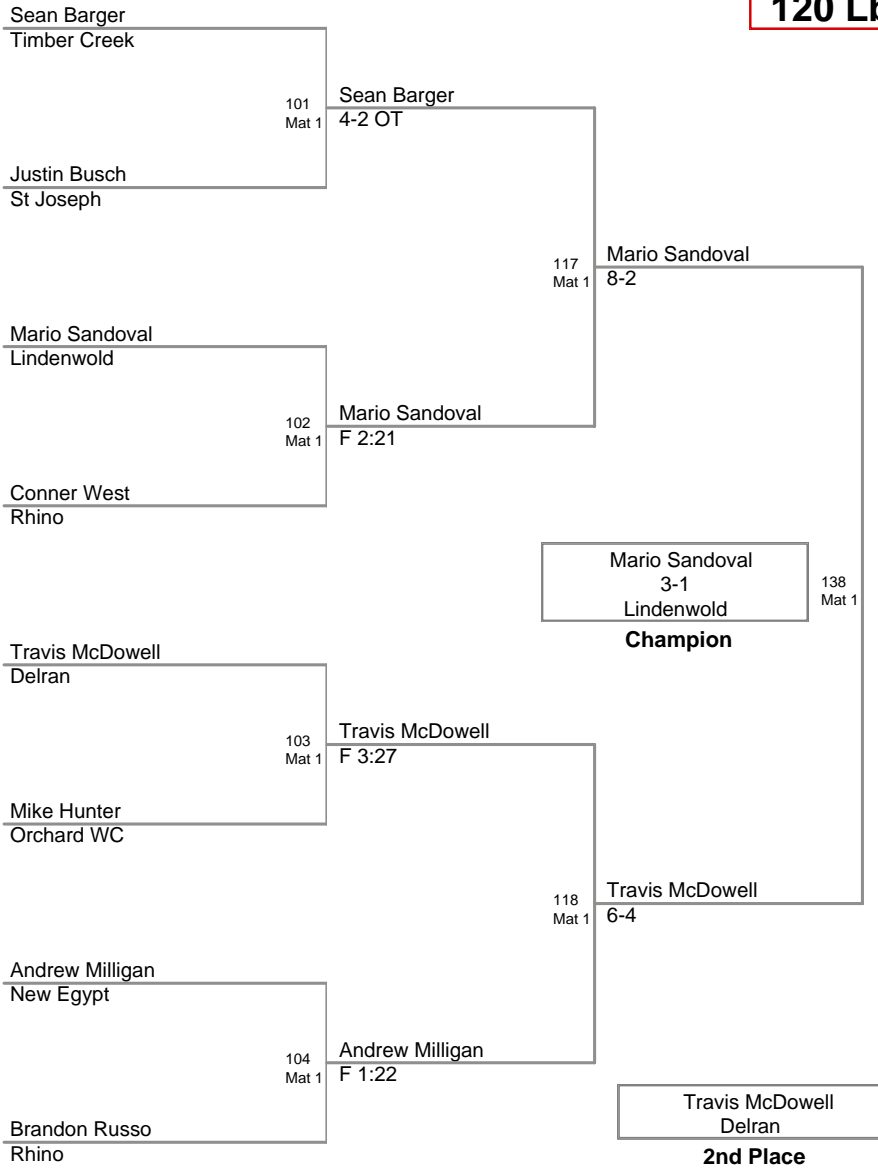 120 Lb
Sean Barger
Timber Creek
101
Mat 1
Sean Barger
4-2 OT
Justin Busch
St Joseph
117
Mat 1
Mario Sandoval
8-2
Mario Sandoval
Lindenwold
102
Mat 1
Mario Sandoval
F 2:21
Conner West
Rhino
Mario Sandoval
3-1
Lindenwold
Champion
138
Mat 1
Travis McDowell
Delran
103
Mat 1
Travis McDowell
F 3:27
Mike Hunter
Orchard WC
118
Mat 1
Travis McDowell
6-4
Andrew Milligan
New Egypt
104
Mat 1
Andrew Milligan
F 1:22
Brandon Russo
Rhino
Travis McDowell
Delran
2nd Place